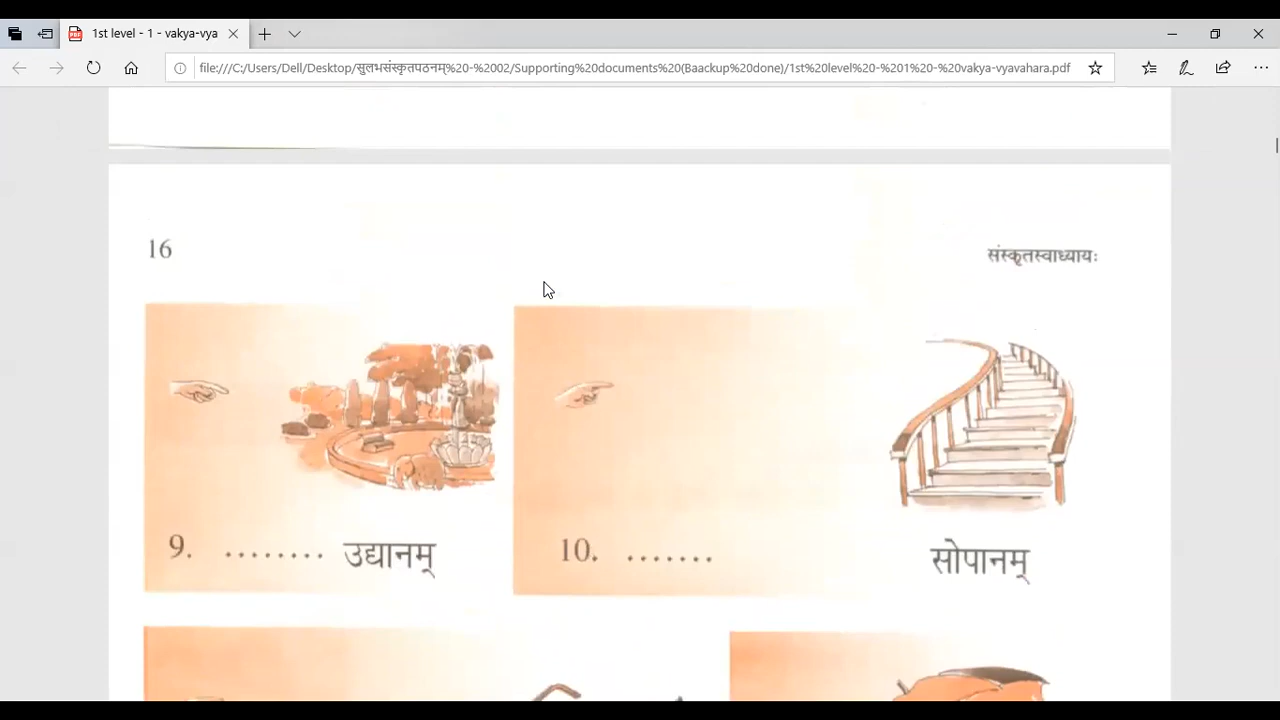 1st level - 1 - vakya-vya
file:///C:/Users/Dell/Desktop/सुलभसंस्कृतपठनम्%20-%2002/Supporting%20documents%20(Baackup%20done)/1st%20level%20-%201%20-%20vakya-vyavahara.pdf
16
संस्कृतस्वाध्यायः
9. ........ उद्यानम्
10. ....... सोपानम्